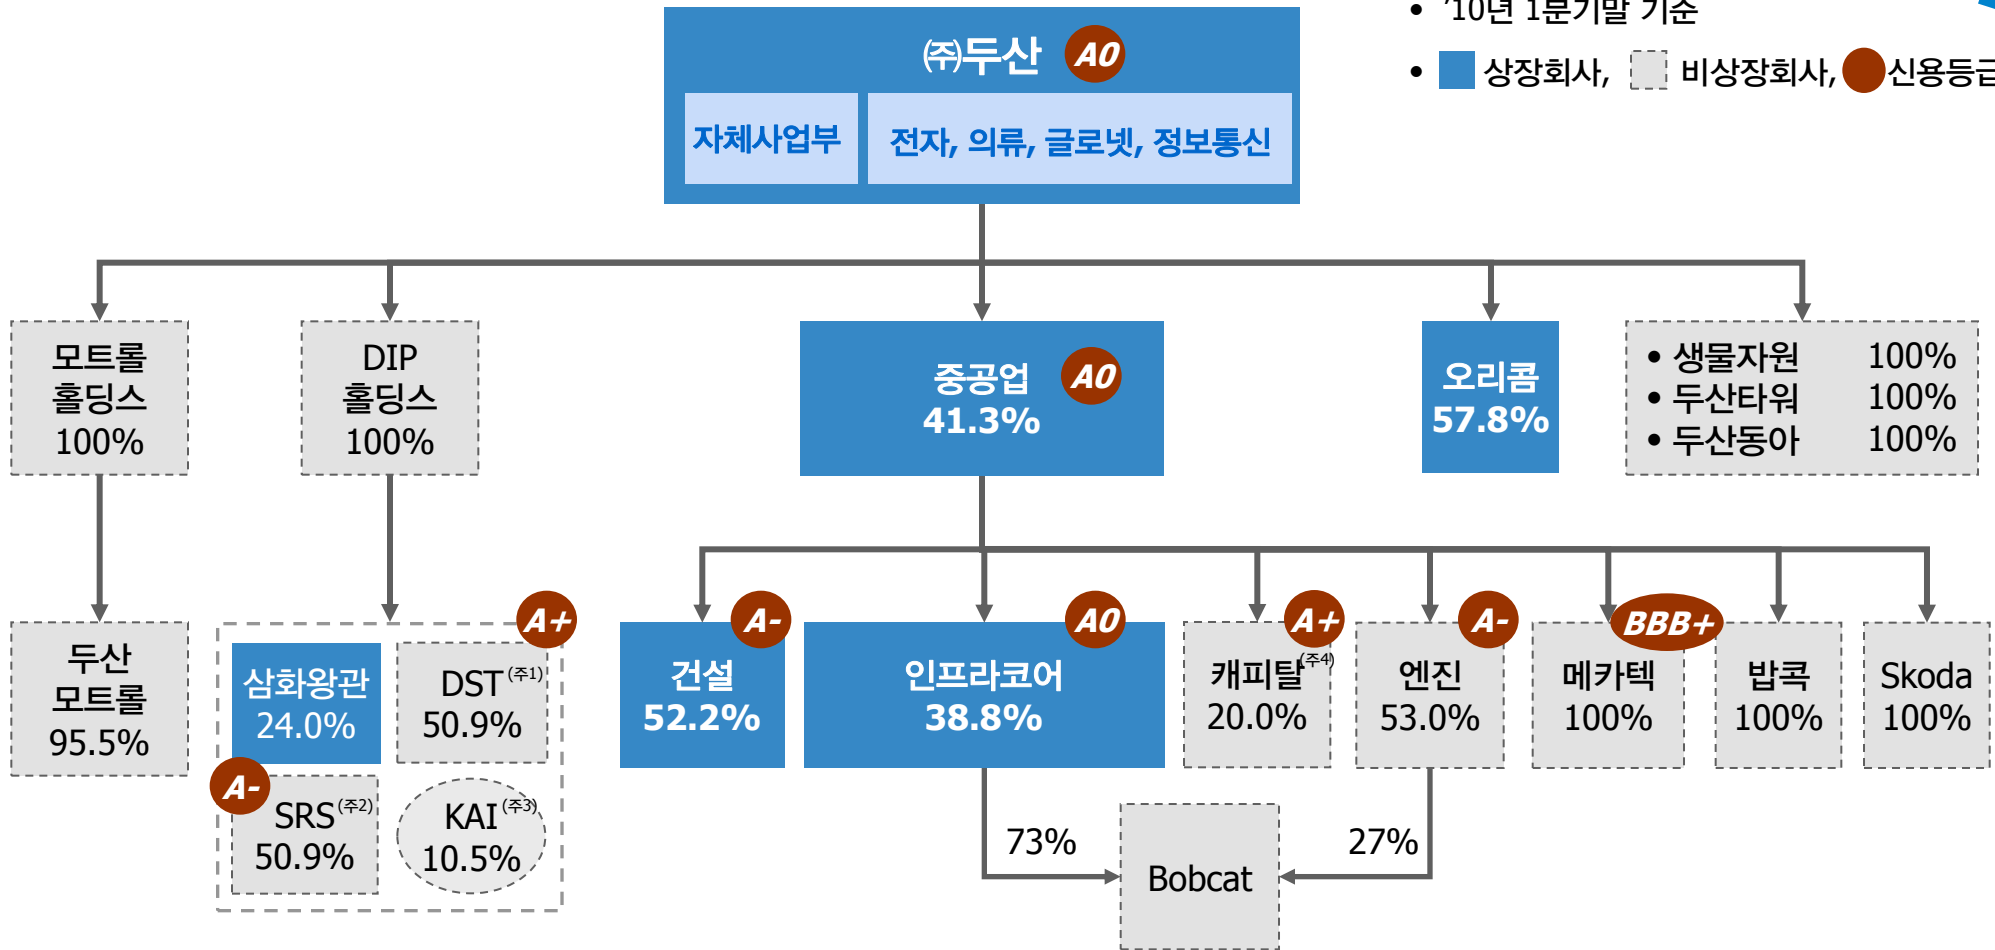 • '10년 1분기말 기준
• 상장회사, 비상장회사, 신용등급
㈜두산 A0
자체사업부
전자, 의류, 글로넷, 정보통신
모트롤
홀딩스
100%
DIP
홀딩스
100%
중공업 A0
41.3%
오리콤
57.8%
• 생물자원 100%
• 두산타워 100%
• 두산동아 100%
두산
모트롤
95.5%
A+
삼화왕관
24.0%
DST (주1)
50.9%
A-
SRS (주2)
50.9%
KAI (주3)
10.5%
A-
건설
52.2%
A0
인프라코어
38.8%
A+
캐피탈 (주4)
20.0%
A-
엔진
53.0%
BBB+
메카텍
100%
밥콕
100%
Skoda
100%
73%
27%
Bobcat